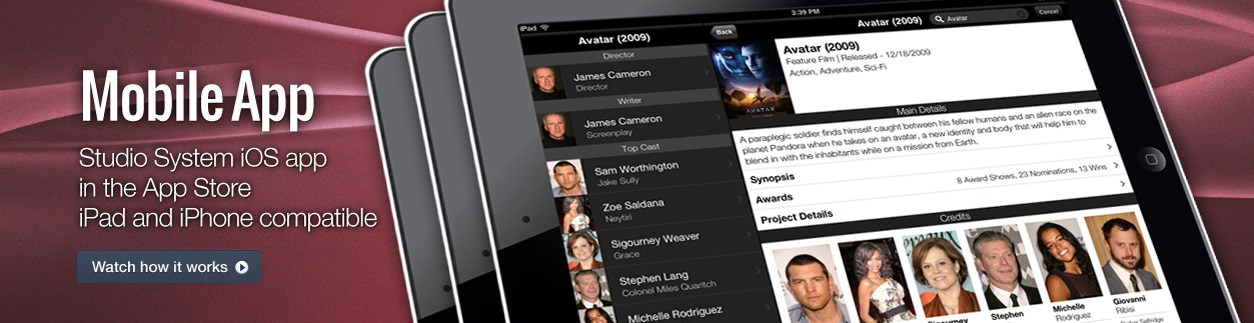 Mobile App
Studio System iOS app
in the App Store
iPad and iPhone compatible
Watch how it works
iPad
3:39 PM
Avatar (2009)
Director
James Cameron
Director
Writer
James Cameron
Screenplay
Top Cast
Sam Worthington
Jake Sully
Zoe Saldana
Neytiri
Sigourney Weaver
Grace
Stephen Lang
Colonel Miles Quaritch
Michelle Rodriguez
Back
Avatar (2009)
Avatar
Cancel
AVATAR
Avatar (2009)
Feature Film | Released - 12/18/2009
Action, Adventure, Sci-Fi
Main Details
A paraplegic soldier finds himself caught between his fellow humans and an alien race on the
planet Pandora when he takes on an avatar, a new identity and body that will help him to
blend in with the inhabitants while on a mission from Earth.
Synopsis
Awards
8 Award Shows, 23 Nominations, 13 Wins
Project Details
Credits
Sam
Zoe
Sigourney
Stephen
Michelle
Rodriguez
Giovanni
Ribisi